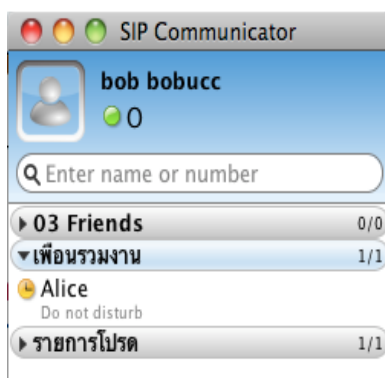 SIP Communicator
bob bobucc
O
Enter name or number
03 Friends 0/0
เพื่อนรวมงาน 1/1
Alice
Do not disturb
รายการโปรด 1/1